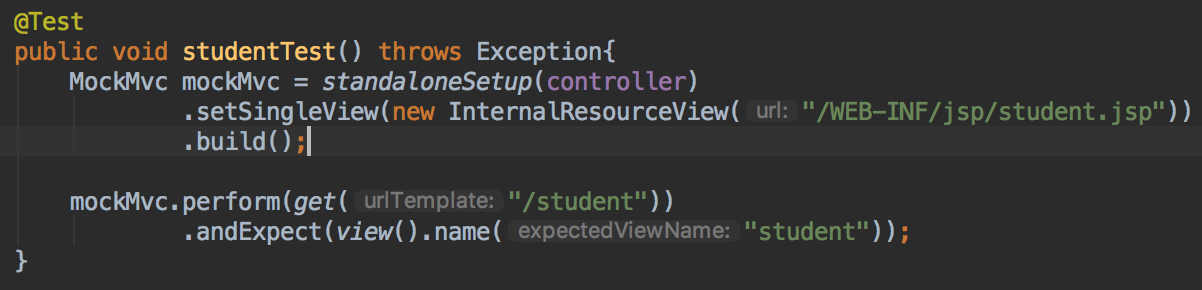 @Test
public void studentTest() throws Exception{
MockMvc mockMvc = standaloneSetup(controller)
.setSingleView(new InternalResourceView( url: "/WEB-INF/jsp/student.jsp"))
.build();
mockMvc.perform(get( urlTemplate: "/student"))
.andExpect(view().name( expectedViewName: "student"));
}